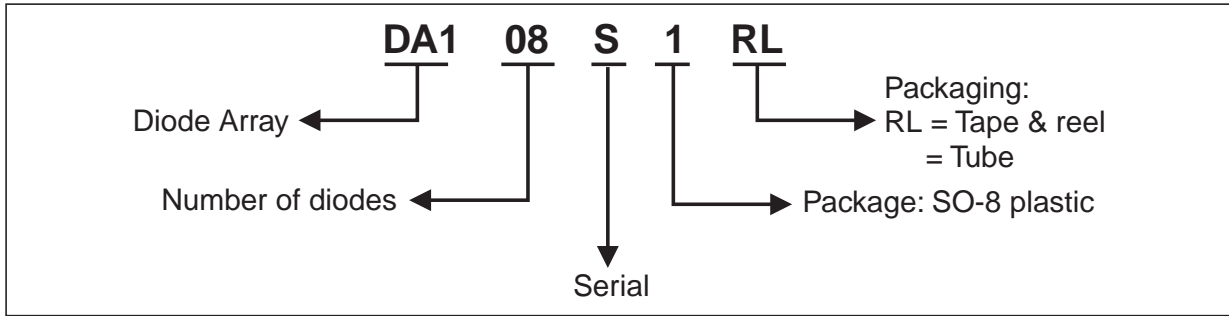 DA1 08 S 1 RL
Packaging:
Diode Array
RL = Tape & reel
= Tube
Number of diodes
Package: SO-8 plastic
Serial